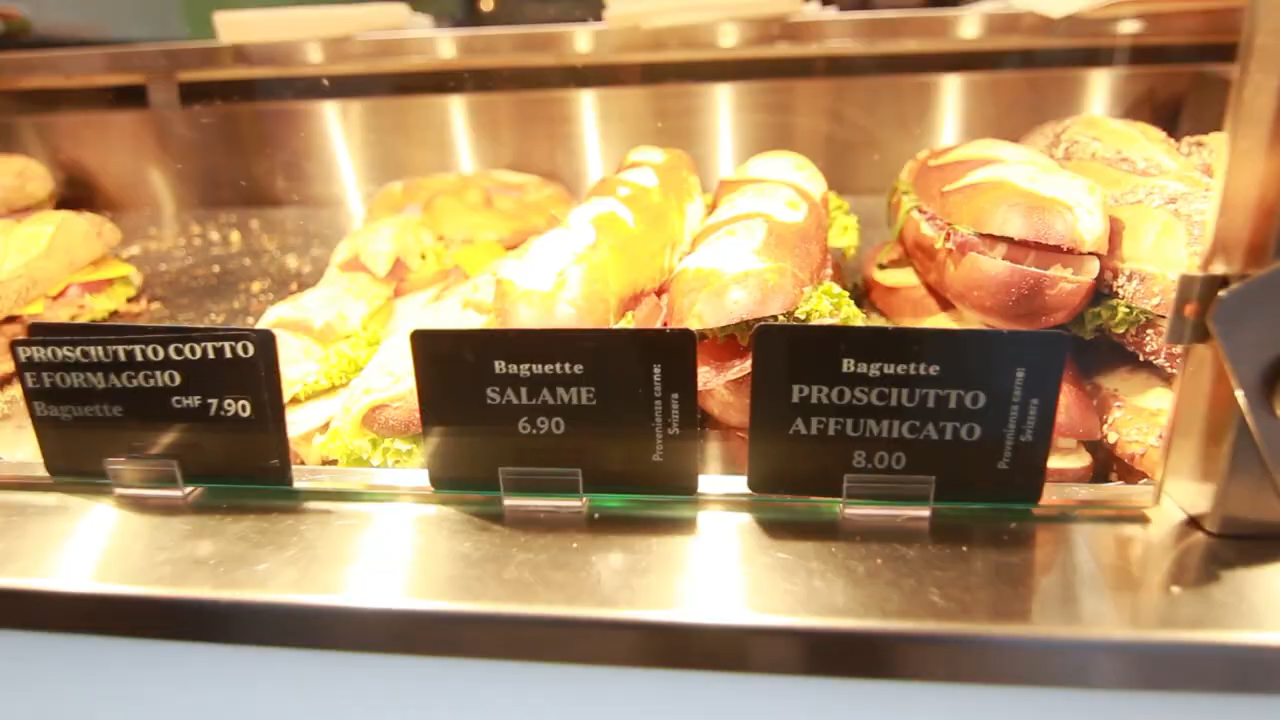 PROSCIUTTO COTTO
E FORMAGGIO
Baguette CHF 7.90
Baguette
SALAME
6.90
Provenienza carne:
Svizzera
Baguette
PROSCIUTTO
AFFUMICATO
8.00
Provenienza carne:
Svizzera